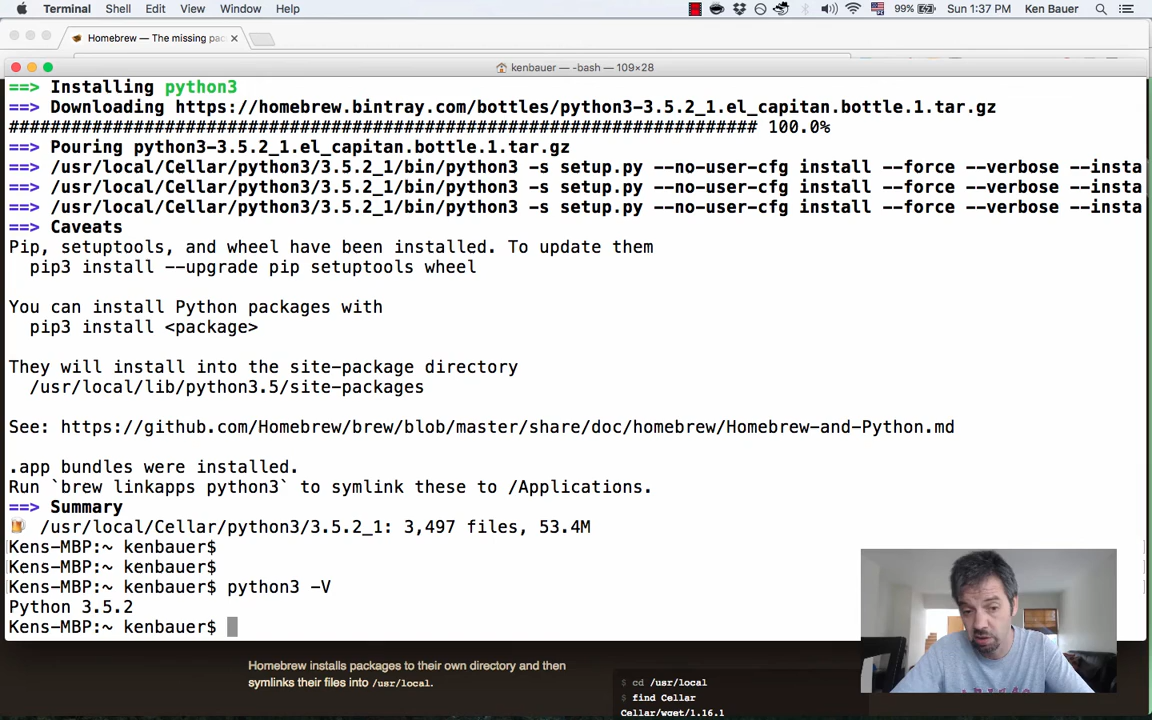 Terminal Shell Edit View Window Help 99% Sun 1:37 PM Ken Bauer
Homebrew — The missing pac
kenbauer — -bash — 109×28
==> Installing python3
==> Downloading https://homebrew.bintray.com/bottles/python3-3.5.2_1.el_capitan.bottle.1.tar.gz
######################################################################## 100.0%
==> Pouring python3-3.5.2_1.el_capitan.bottle.1.tar.gz
==> /usr/local/Cellar/python3/3.5.2_1/bin/python3 -s setup.py --no-user-cfg install --force --verbose --insta
==> /usr/local/Cellar/python3/3.5.2_1/bin/python3 -s setup.py --no-user-cfg install --force --verbose --insta
==> /usr/local/Cellar/python3/3.5.2_1/bin/python3 -s setup.py --no-user-cfg install --force --verbose --insta
==> Caveats
Pip, setuptools, and wheel have been installed. To update them
pip3 install --upgrade pip setuptools wheel
You can install Python packages with
pip3 install <package>
They will install into the site-package directory
/usr/local/lib/python3.5/site-packages
See: https://github.com/Homebrew/brew/blob/master/share/doc/homebrew/Homebrew-and-Python.md
.app bundles were installed.
Run `brew linkapps python3` to symlink these to /Applications.
==> Summary
🍺 /usr/local/Cellar/python3/3.5.2_1: 3,497 files, 53.4M
Kens-MBP:~ kenbauer$
Kens-MBP:~ kenbauer$
Kens-MBP:~ kenbauer$ python3 -V
Python 3.5.2
Kens-MBP:~ kenbauer$
Homebrew installs packages to their own directory and then
symlinks their files into /usr/local.
$ cd /usr/local
$ find Cellar
Cellar/wget/1.16.1